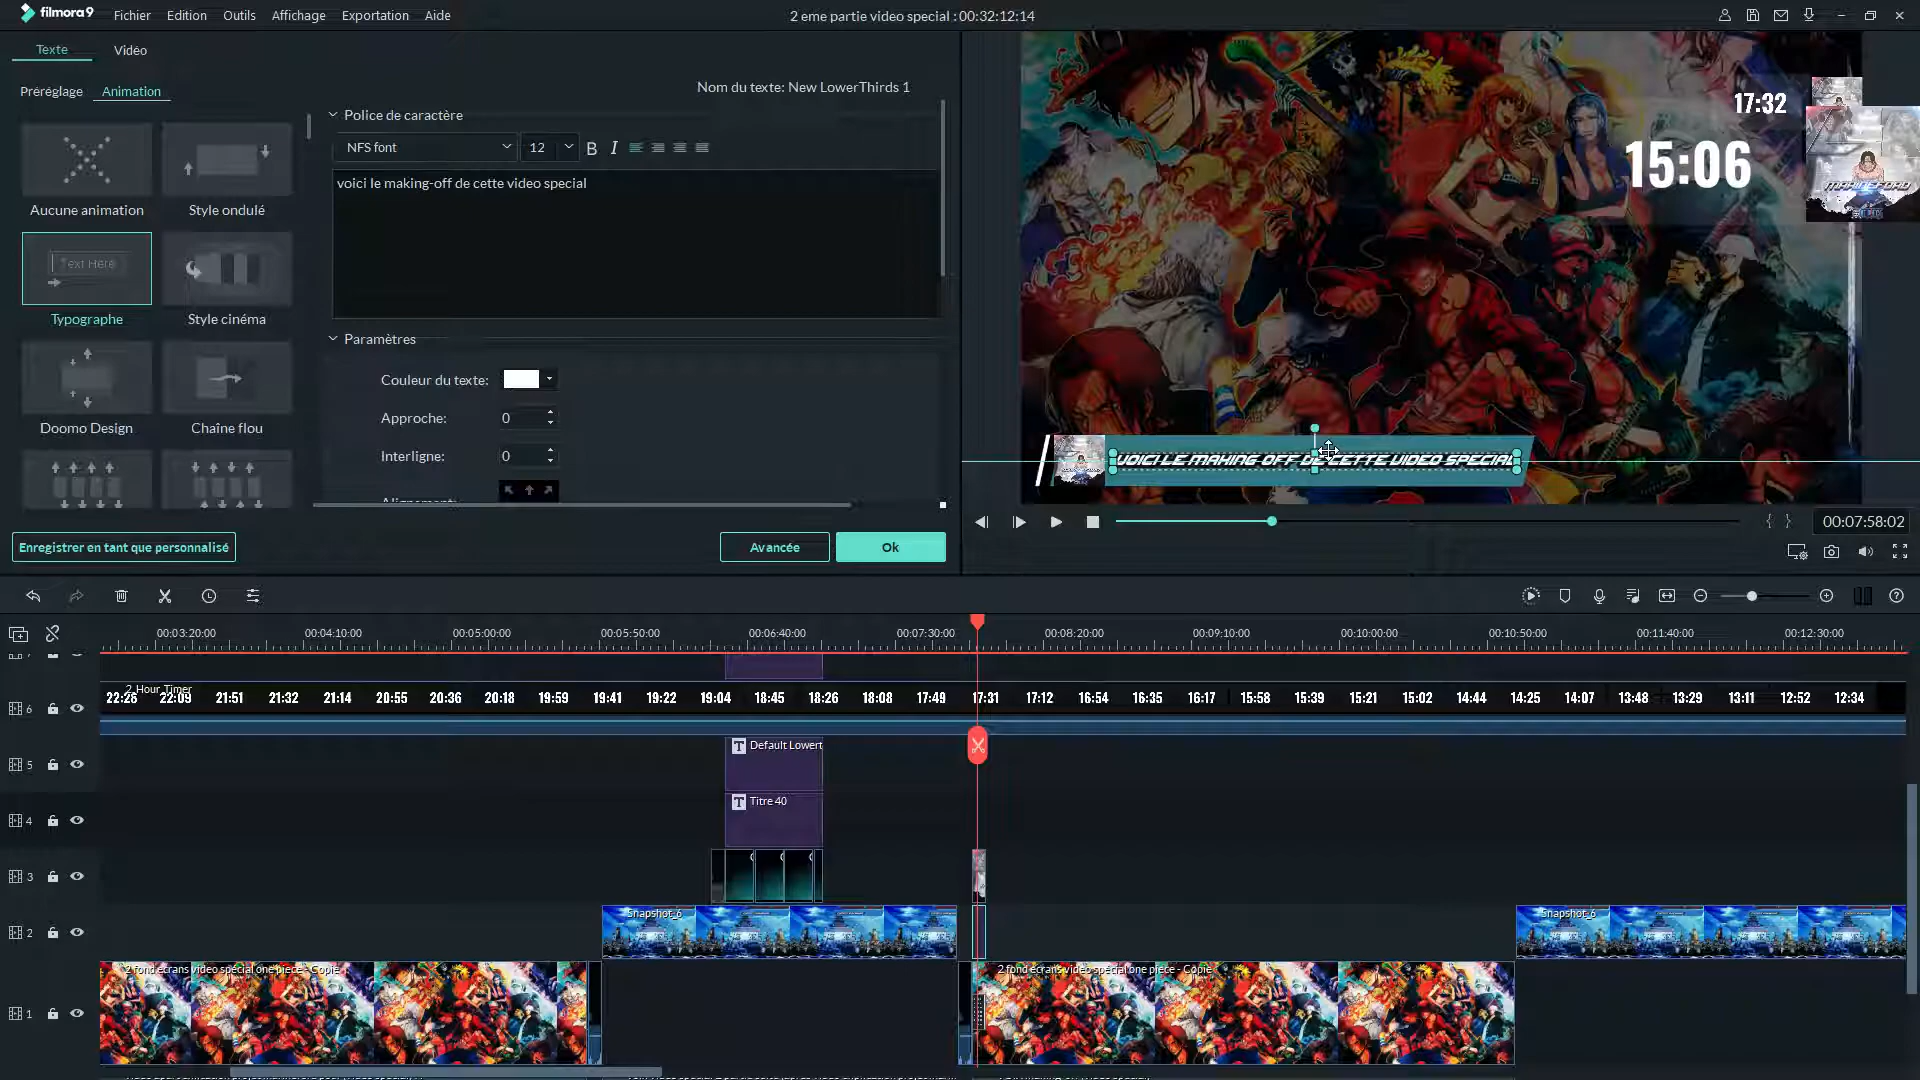 filmora9 Fichier Edition Outils Affichage Exportation Aide 2 eme partie video special : 00:32:12:14
Texte Vidéo
Préréglage Animation
Nom du texte: New LowerThirds 1
Police de caractère
NFS font 12 B I
voici le making-off de cette video special
Aucune animation Style ondulé
Text Here
Typographe Style cinéma
Doomo Design Chaîne flou
Paramètres
Couleur du texte:
Approche: 0
Interligne: 0
Enregistrer en tant que personnalisé Avancée Ok
17:32
15:06
MARINEFORD
VOICI LE MAKING OFF DE CETTE VIDEO SPECIAL
{ } 00:07:58:02
00:03:20:00 00:04:10:00 00:05:00:00 00:05:50:00 00:06:40:00 00:07:30:00 00:08:20:00 00:09:10:00 00:10:00:00 00:10:50:00 00:11:40:00 00:12:30:00
2_Hour_Timer
6 22:26 22:09 21:51 21:32 21:14 20:55 20:36 20:18 19:59 19:41 19:22 19:04 18:45 18:26 18:08 17:49 17:31 17:12 16:54 16:35 16:17 15:58 15:39 15:21 15:02 14:44 14:25 14:07 13:48 13:29 13:11 12:52 12:34
5 T Default Lowert
4 T Titre 40
3
2 Snapshot_6 Snapshot_6
1 2 fond écrans video spécial one piece - Copie 2 fond écrans video spécial one piece - Copie